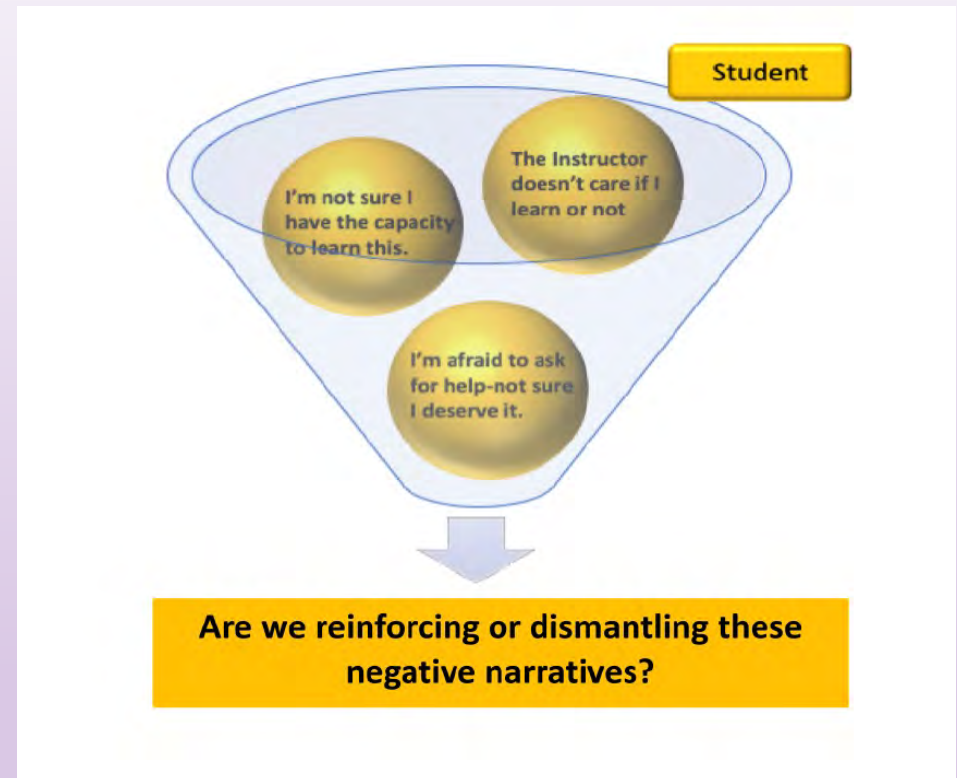 Student
I'm not sure I
have the capacity
to learn this.
The Instructor
doesn't care if I
learn or not
I'm afraid to ask
for help-not sure
I deserve it.
Are we reinforcing or dismantling these
negative narratives?